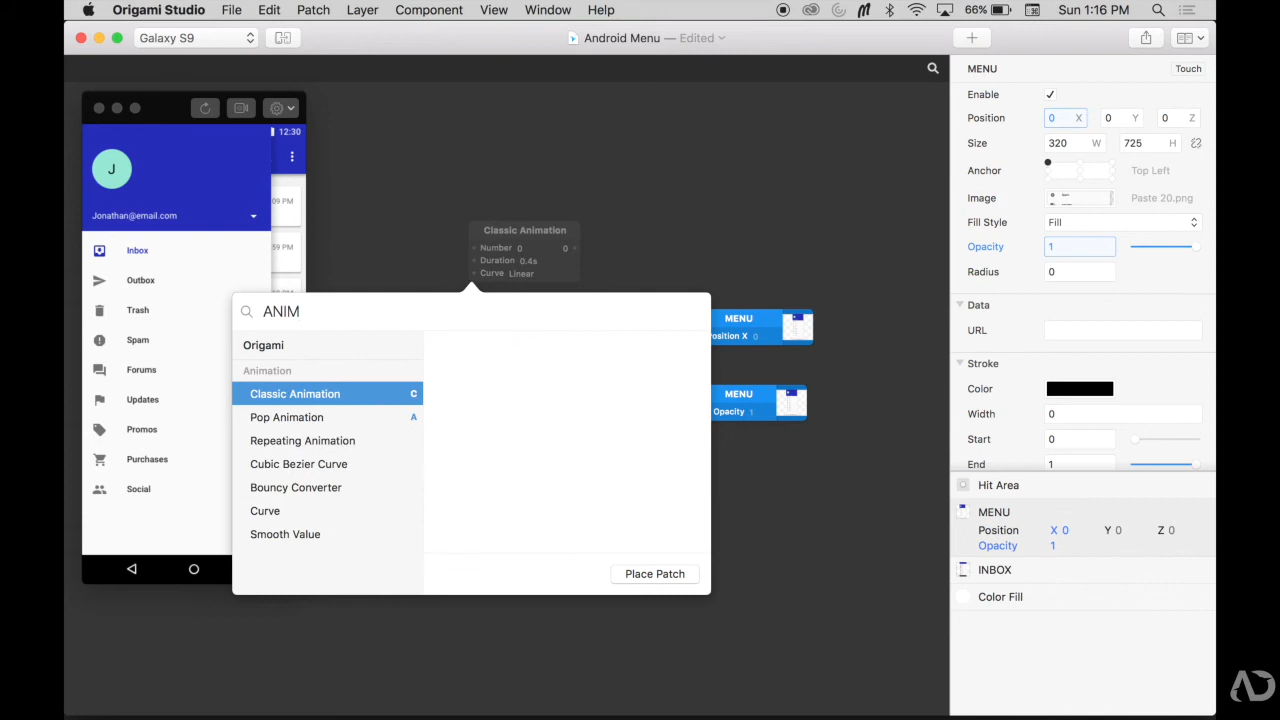 Origami Studio File Edit Patch Layer Component View Window Help 66% Sun 1:16 PM
Galaxy S9
Android Menu — Edited
12:30
J
Jonathan@email.com
09 PM
59 PM
Inbox
Outbox
Trash
Spam
Forums
Updates
Promos
Purchases
Social
Classic Animation
Number 0 0
Duration 0.4s
Curve Linear
ANIM
Origami
Animation
Classic Animation C
Pop Animation A
Repeating Animation
Cubic Bezier Curve
Bouncy Converter
Curve
Smooth Value
Place Patch
MENU
osition X 0
MENU
Opacity 1
MENU Touch
Enable
Position 0 X 0 Y 0 Z
Size 320 W 725 H
Anchor Top Left
Image Paste 20.png
Fill Style Fill
Opacity 1
Radius 0
Data
URL
Stroke
Color
Width 0
Start 0
End 1
Hit Area
MENU
Position X 0 Y 0 Z 0
Opacity 1
INBOX
Color Fill